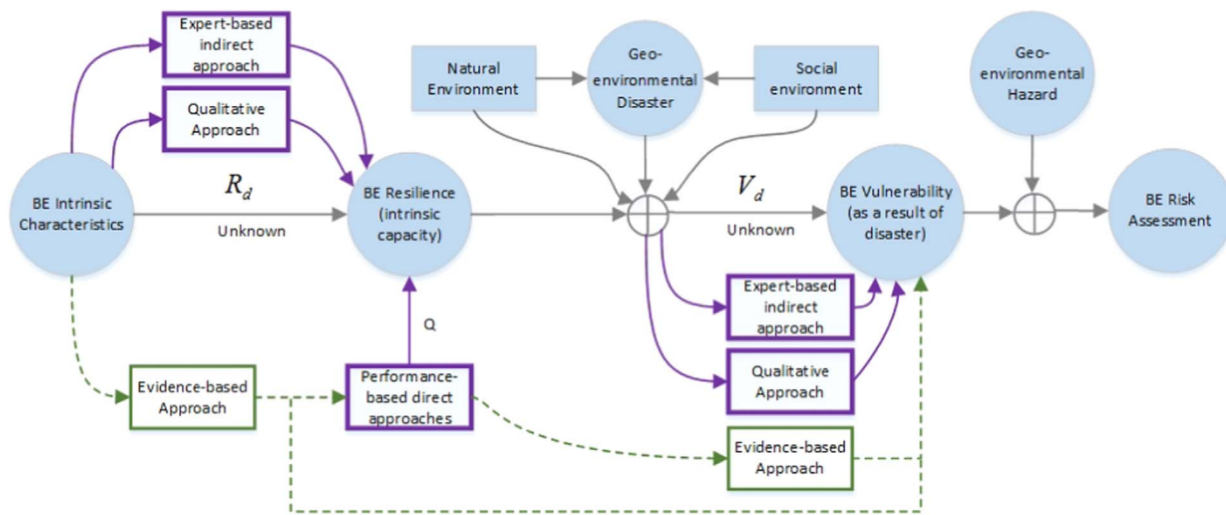 Expert-based
indirect
approach
Qualitative
Approach
BE Intrinsic
Characteristics
R_d
Unknown
BE Resilience
(intrinsic
capacity)
Natural
Environment
Geo-
environmental
Disaster
Social
environment
V_d
Unknown
BE Vulnerability
(as a result of
disaster)
Geo-
environmental
Hazard
BE Risk
Assessment
Expert-based
indirect
approach
Qualitative
Approach
Q
Evidence-based
Approach
Performance-
based direct
approaches
Evidence-based
Approach